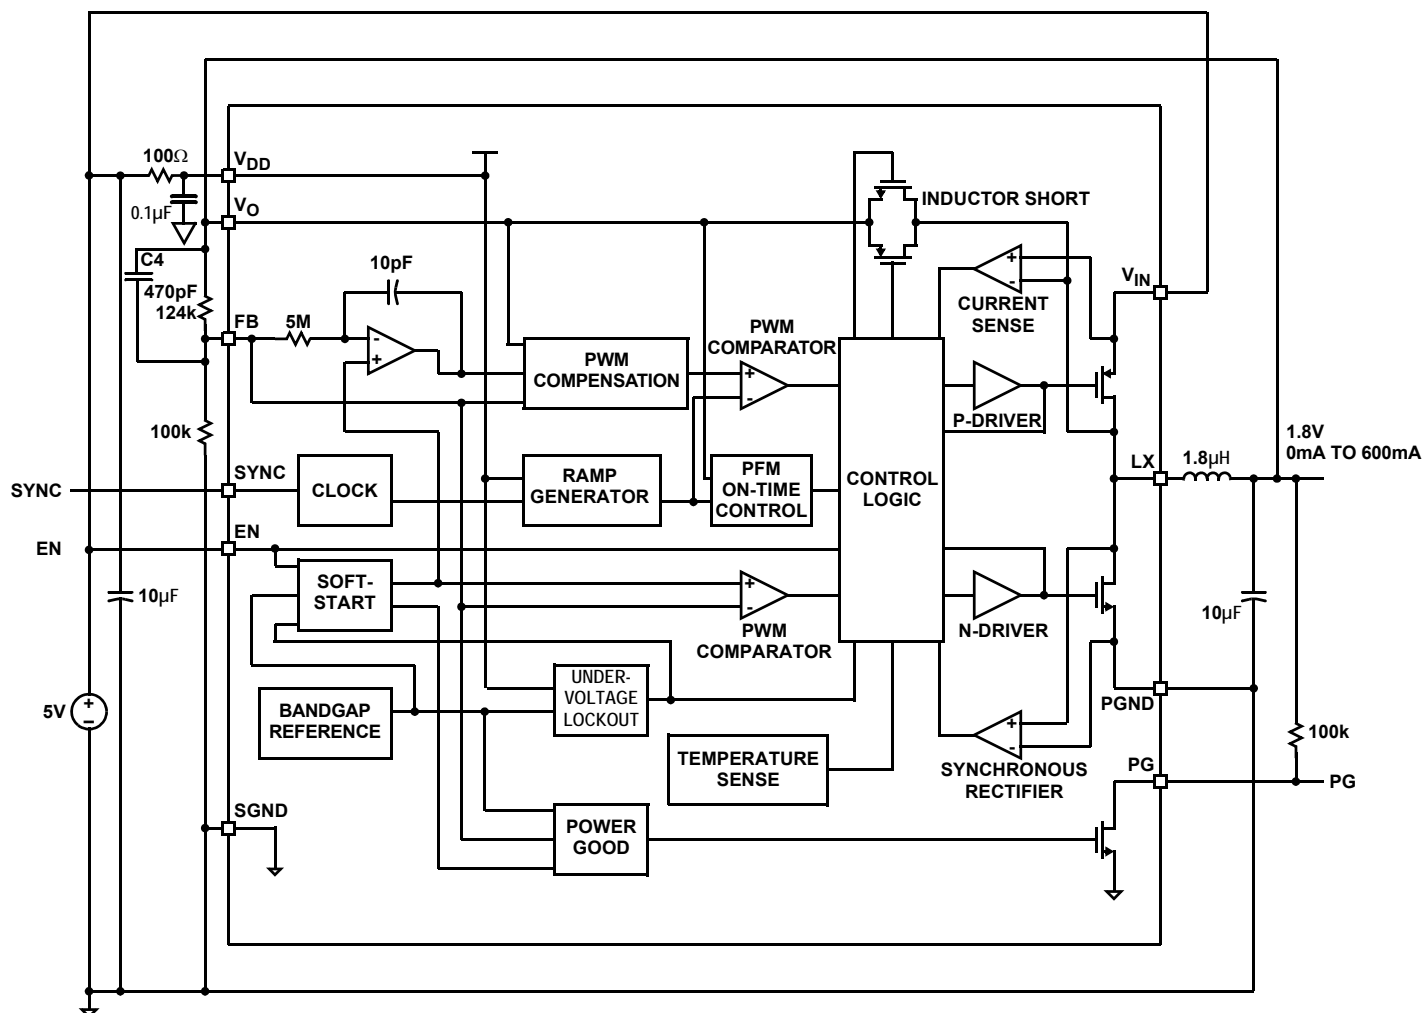 100Ω
VDD
0.1µF
VO
INDUCTOR SHORT
C4
470pF
124k
10pF
+
-
CURRENT
SENSE
VIN
FB
5M
-
+
PWM
COMPENSATION
PWM
COMPARATOR
+
-
P-DRIVER
100k
1.8V
0mA TO 600mA
SYNC
SYNC
CLOCK
RAMP
GENERATOR
PFM
ON-TIME
CONTROL
CONTROL
LOGIC
LX
1.8µH
EN
EN
SOFT-
START
+
-
PWM
COMPARATOR
N-DRIVER
10µF
10µF
5V
+
–
BANDGAP
REFERENCE
UNDER-
VOLTAGE
LOCKOUT
TEMPERATURE
SENSE
+
-
SYNCHRONOUS
RECTIFIER
PGND
100k
PG
PG
SGND
POWER
GOOD